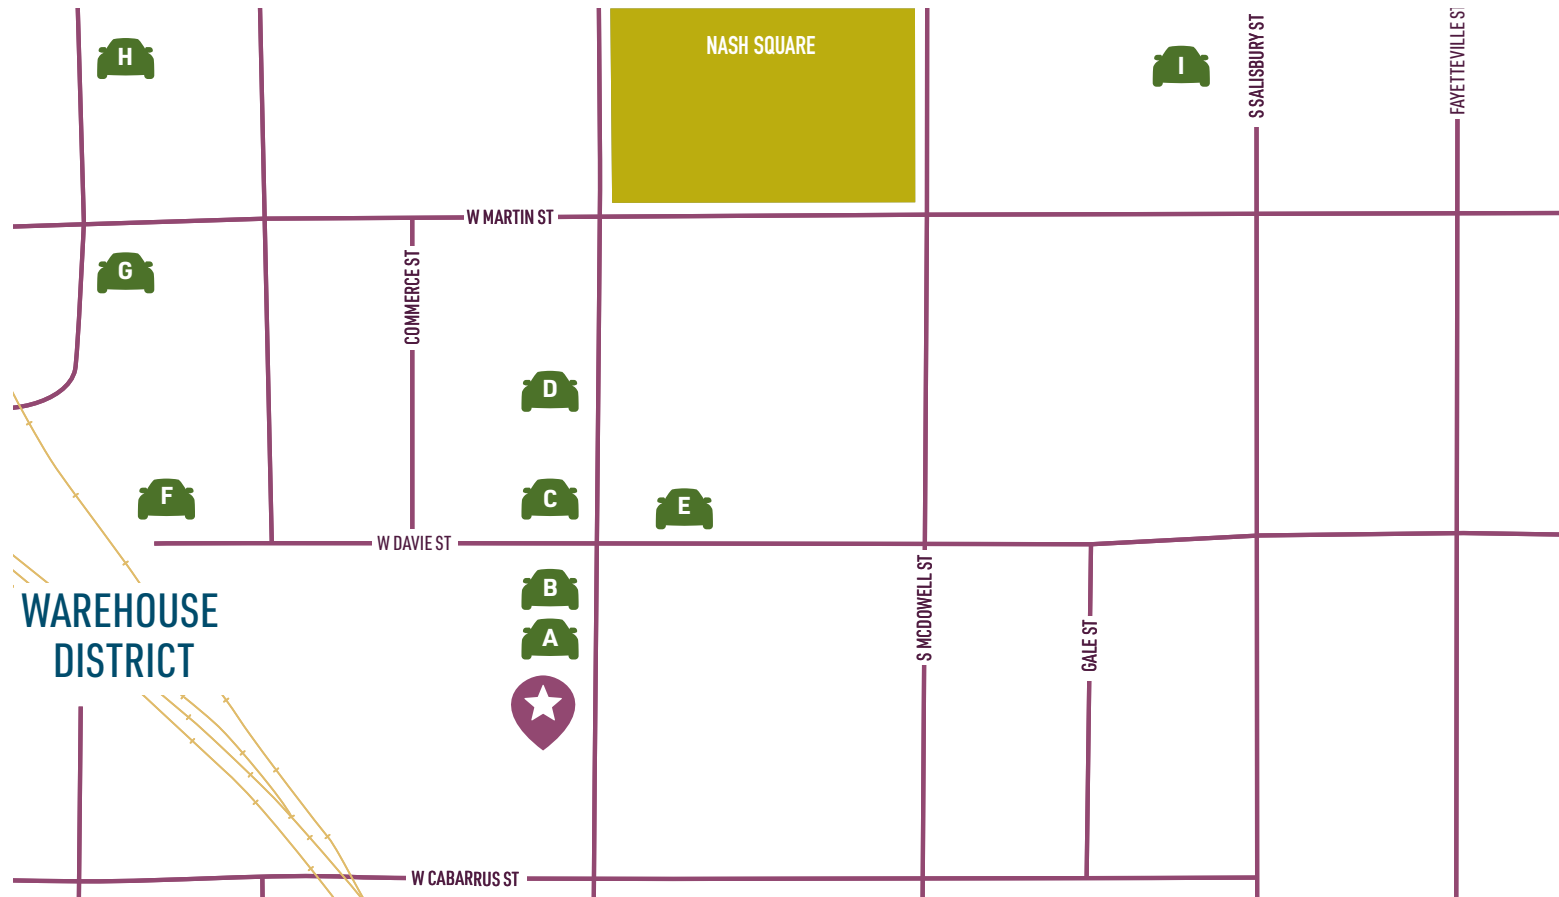 H
NASH SQUARE
I
S SALISBURY ST
FAYETTEVILLE ST
W MARTIN ST
COMMERCE ST
G
D
F
C
E
W DAVIE ST
B
A
S MCDOWELL ST
GALE ST
WAREHOUSE
DISTRICT
W CABARRUS ST